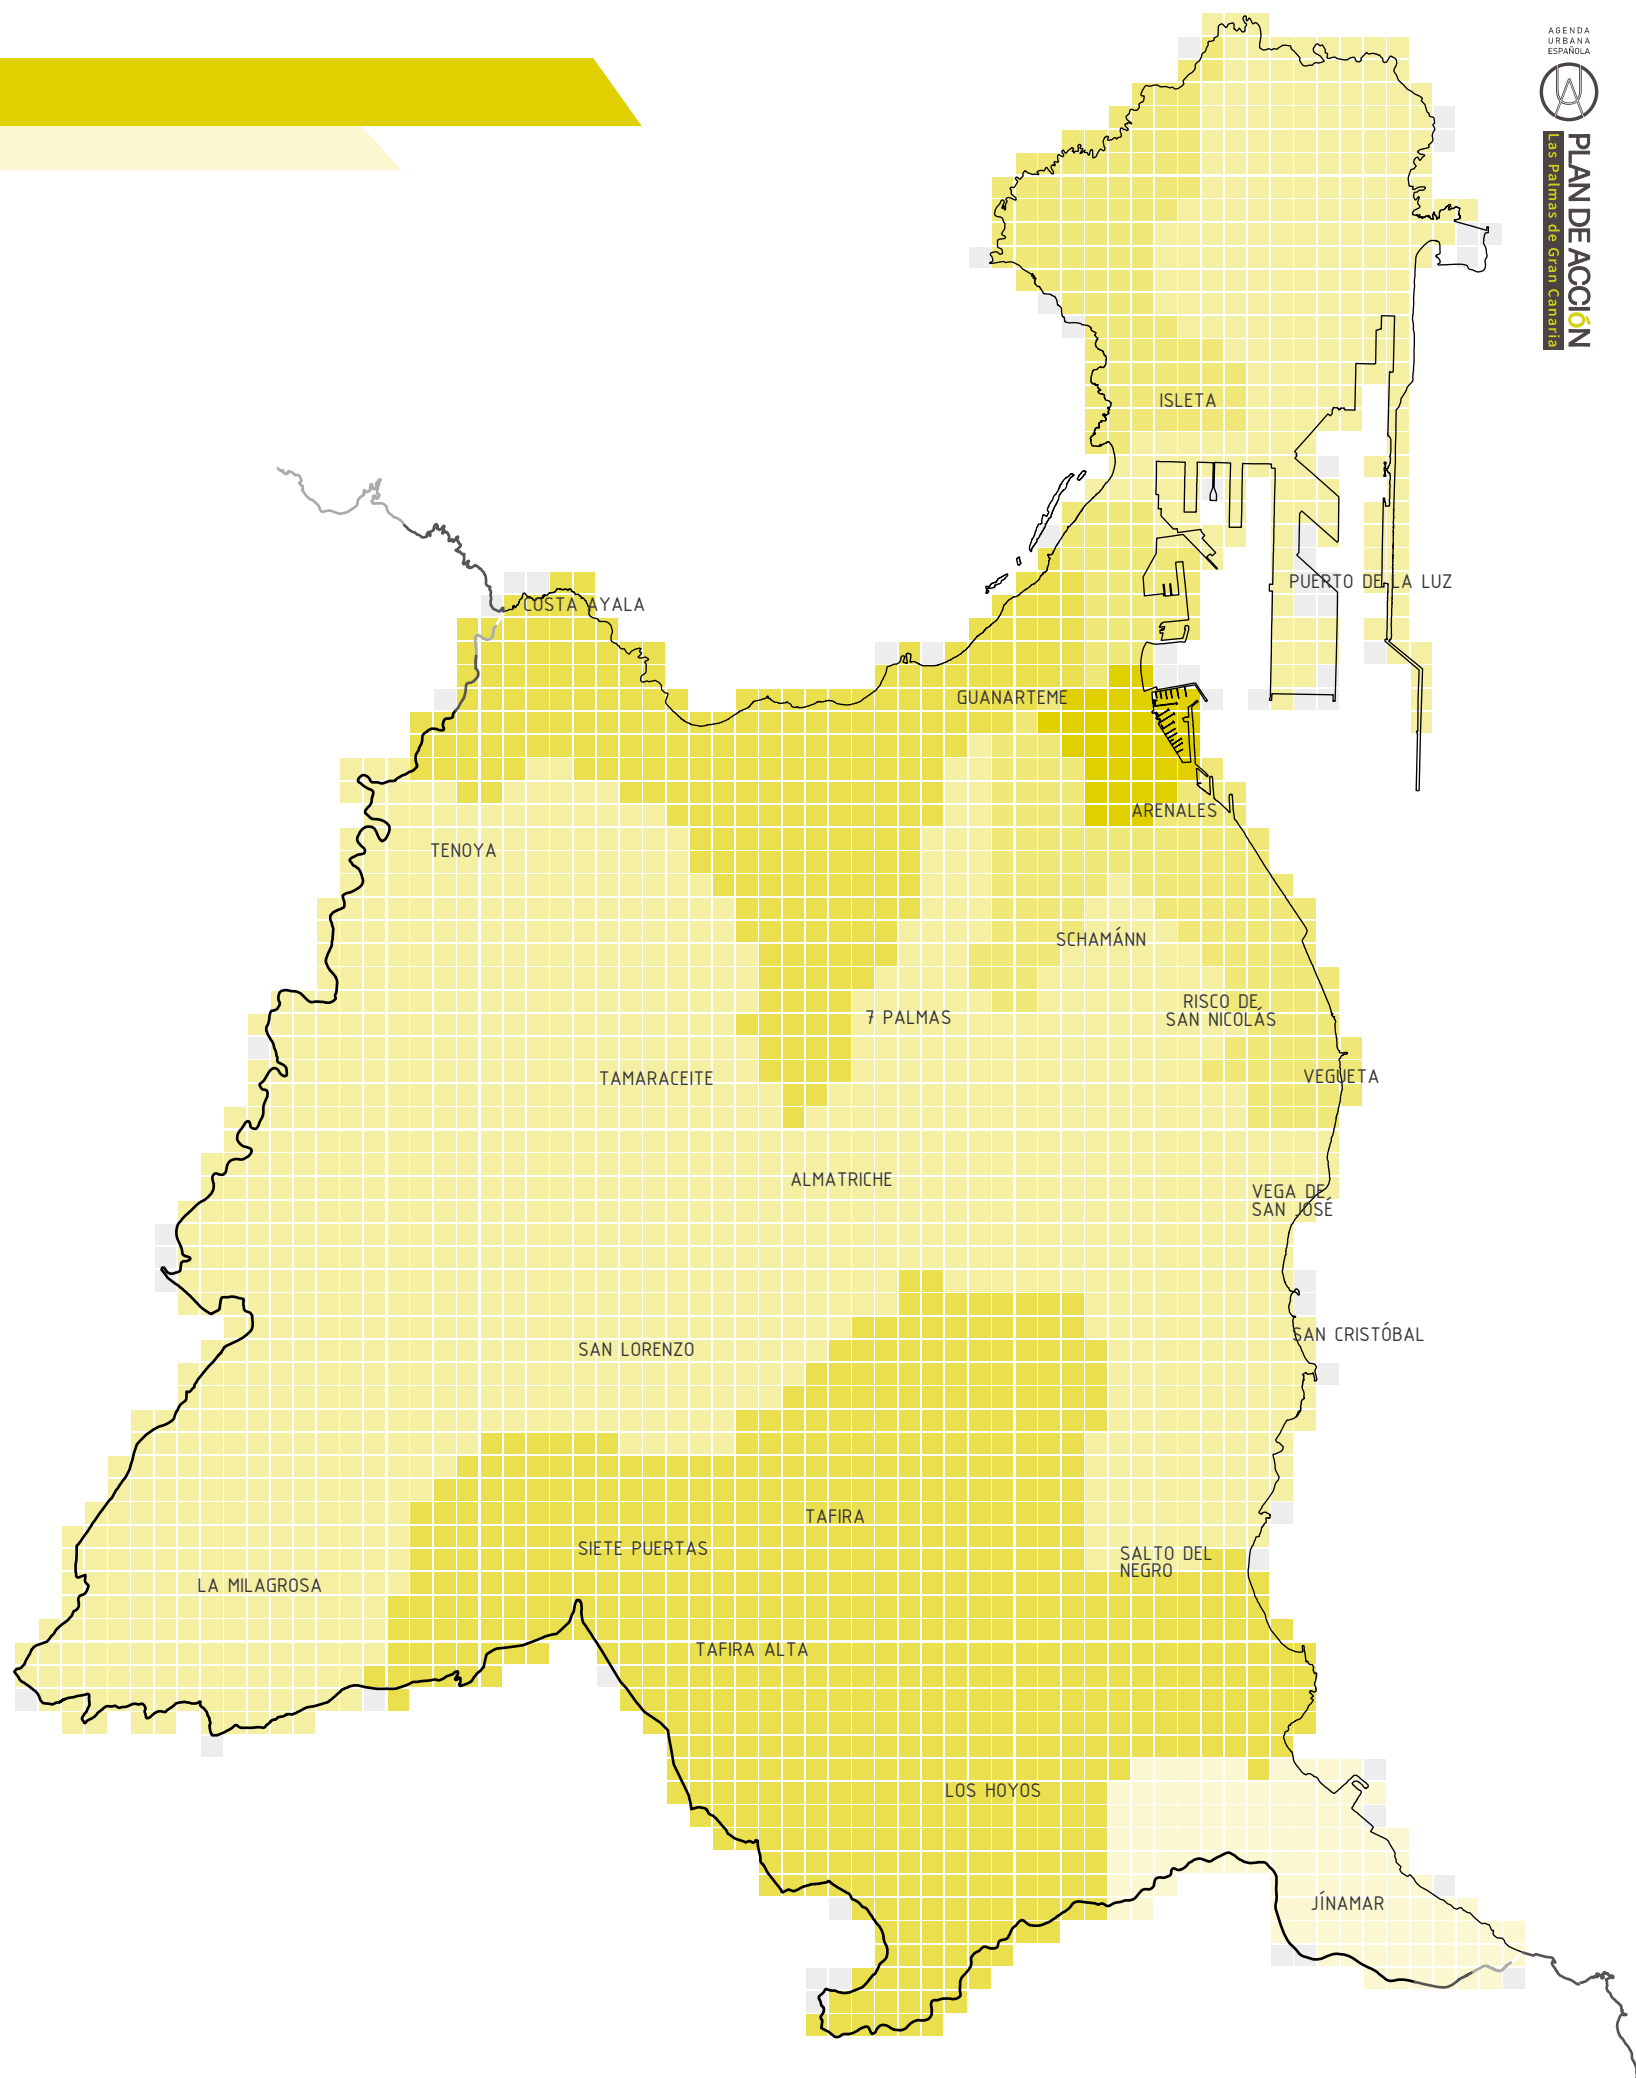 AGENDA
URBANA
ESPAÑOLA
PLAN DE ACCIÓN
Las Palmas de Gran Canaria
ISLETA
PUERTO DE LA LUZ
COSTA AYALA
GUANARTEME
ARENALES
TENOYA
SCHAMÁNN
RISCO DE
SAN NICOLÁS
7 PALMAS
TAMARACEITE
VEGUETA
ALMATRICHE
VEGA DE
SAN JOSÉ
SAN CRISTÓBAL
SAN LORENZO
TAFIRA
SIETE PUERTAS
SALTO DEL
NEGRO
LA MILAGROSA
TAFIRA ALTA
LOS HOYOS
JÍNAMAR